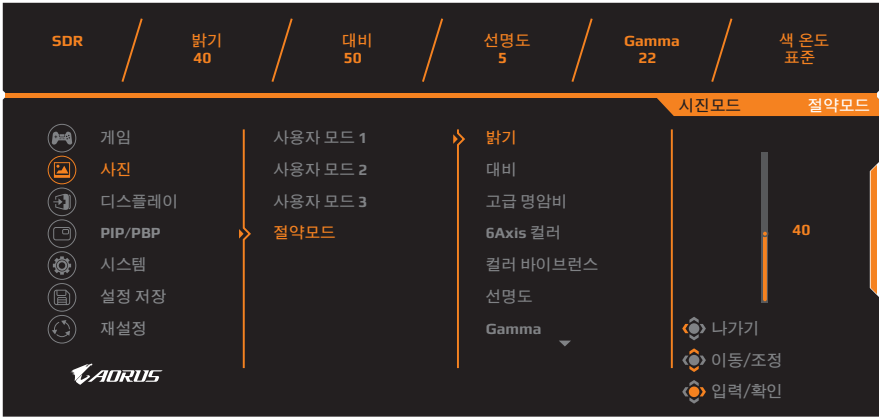 SDR
밝기
40
대비
50
선명도
5
Gamma
22
색 온도
표준
시진모드
절약모드
게임
사진
디스플레이
PIP/PBP
시스템
설정 저장
재설정
사용자 모드 1
사용자 모드 2
사용자 모드 3
절약모드
밝기
대비
고급 명암비
6Axis 컬러
컬러 바이브런스
선명도
Gamma
40
나가기
이동/조정
입력/확인
AORUS